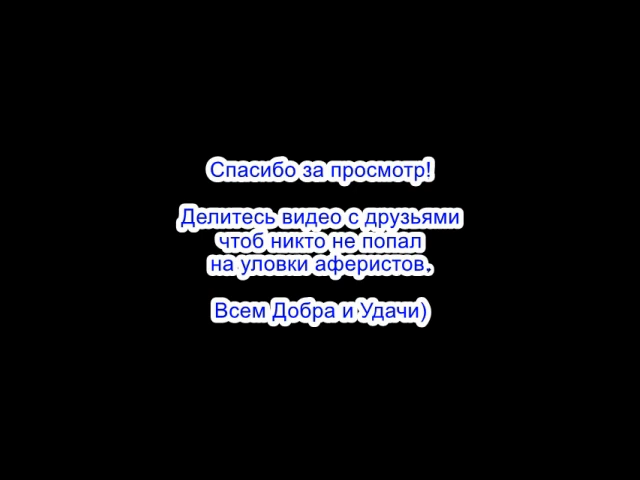 Спасибо за просмотр!
Делитесь видео с друзьями
чтоб никто не попал
на уловки аферистов.
Всем Добра и Удачи)